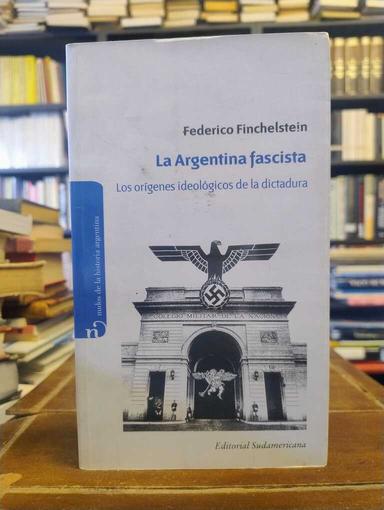 Federico Finchelstein
La Argentina fascista
Los orígenes ideológicos de la dictadura
nudos de la historia argentina
n
COLEGIO MILITAR DE LA NACION
Editorial Sudamericana